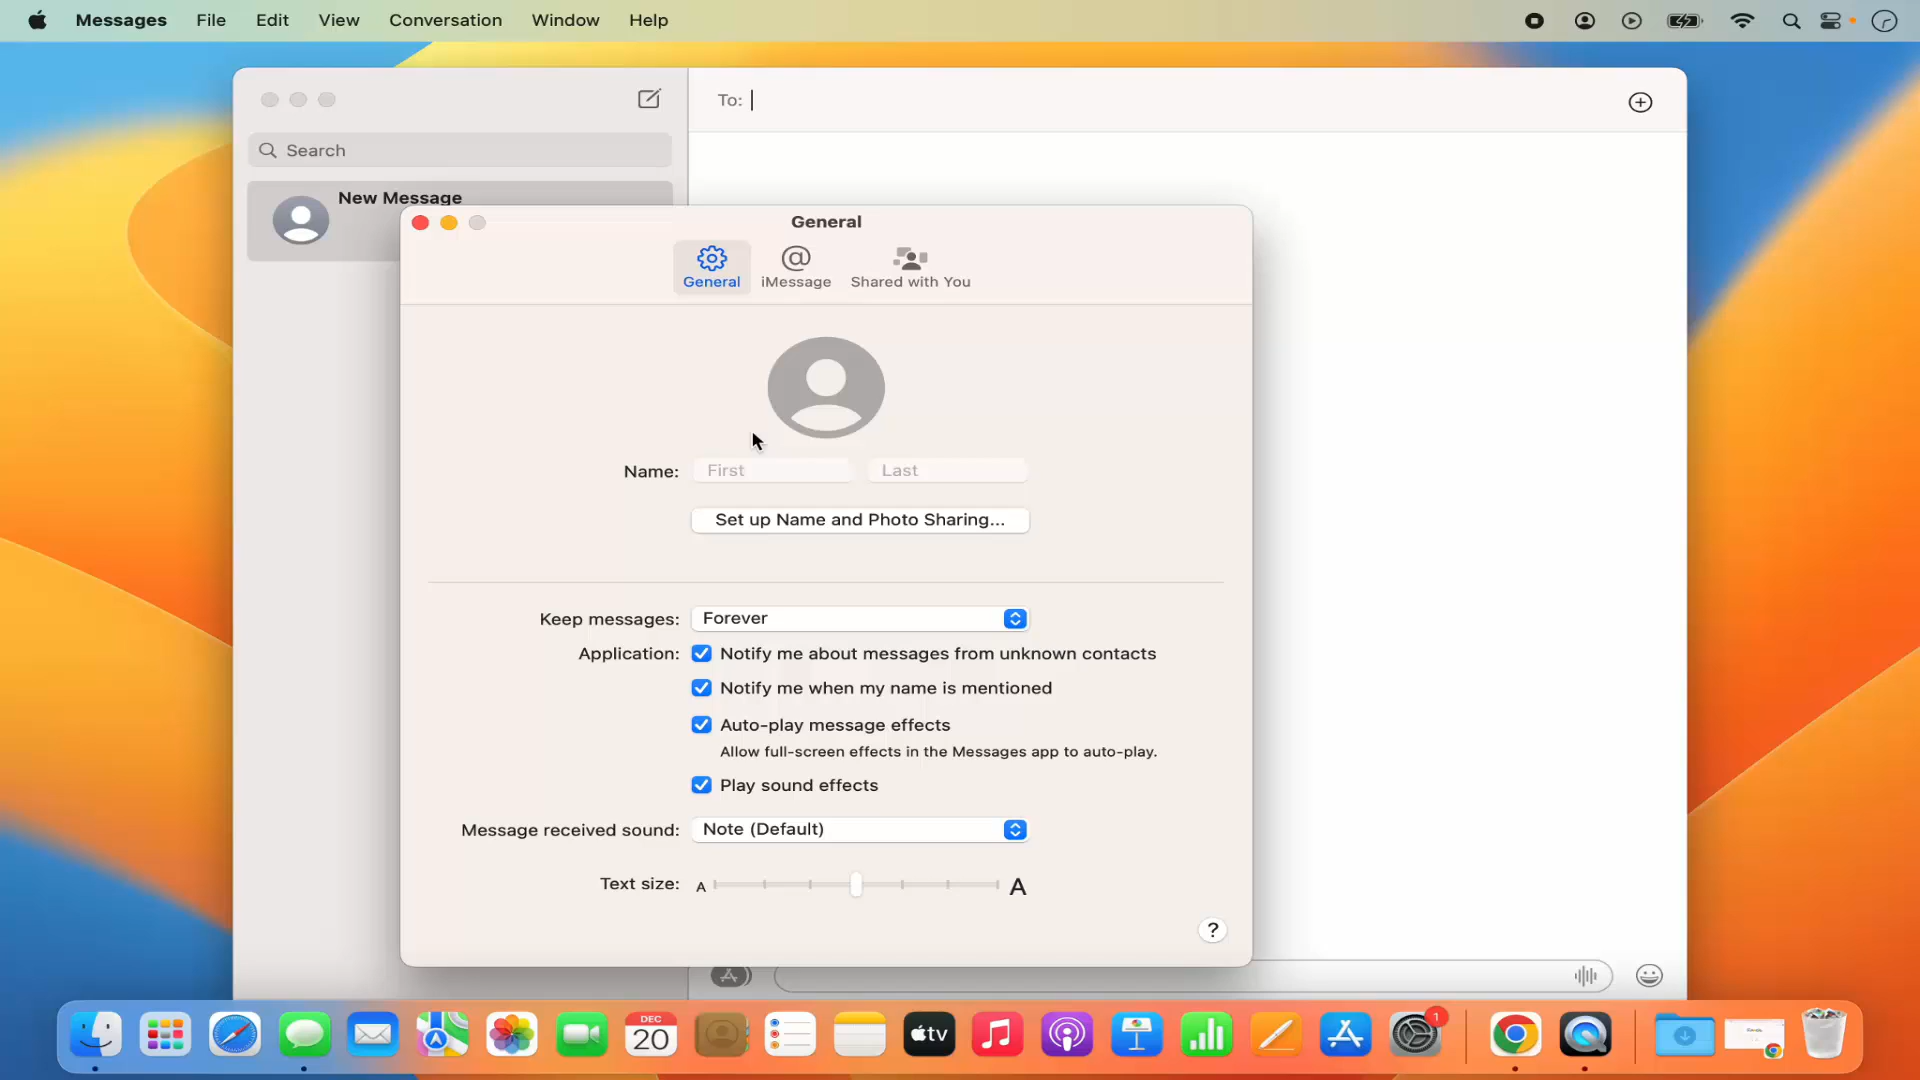 Messages File Edit View Conversation Window Help
To:
Search
New Message
General
General iMessage Shared with You
Name: First Last
Set up Name and Photo Sharing...
Keep messages: Forever
Application: Notify me about messages from unknown contacts
Notify me when my name is mentioned
Auto-play message effects
Allow full-screen effects in the Messages app to auto-play.
Play sound effects
Message received sound: Note (Default)
Text size: A A
?
DEC
20
tv
1